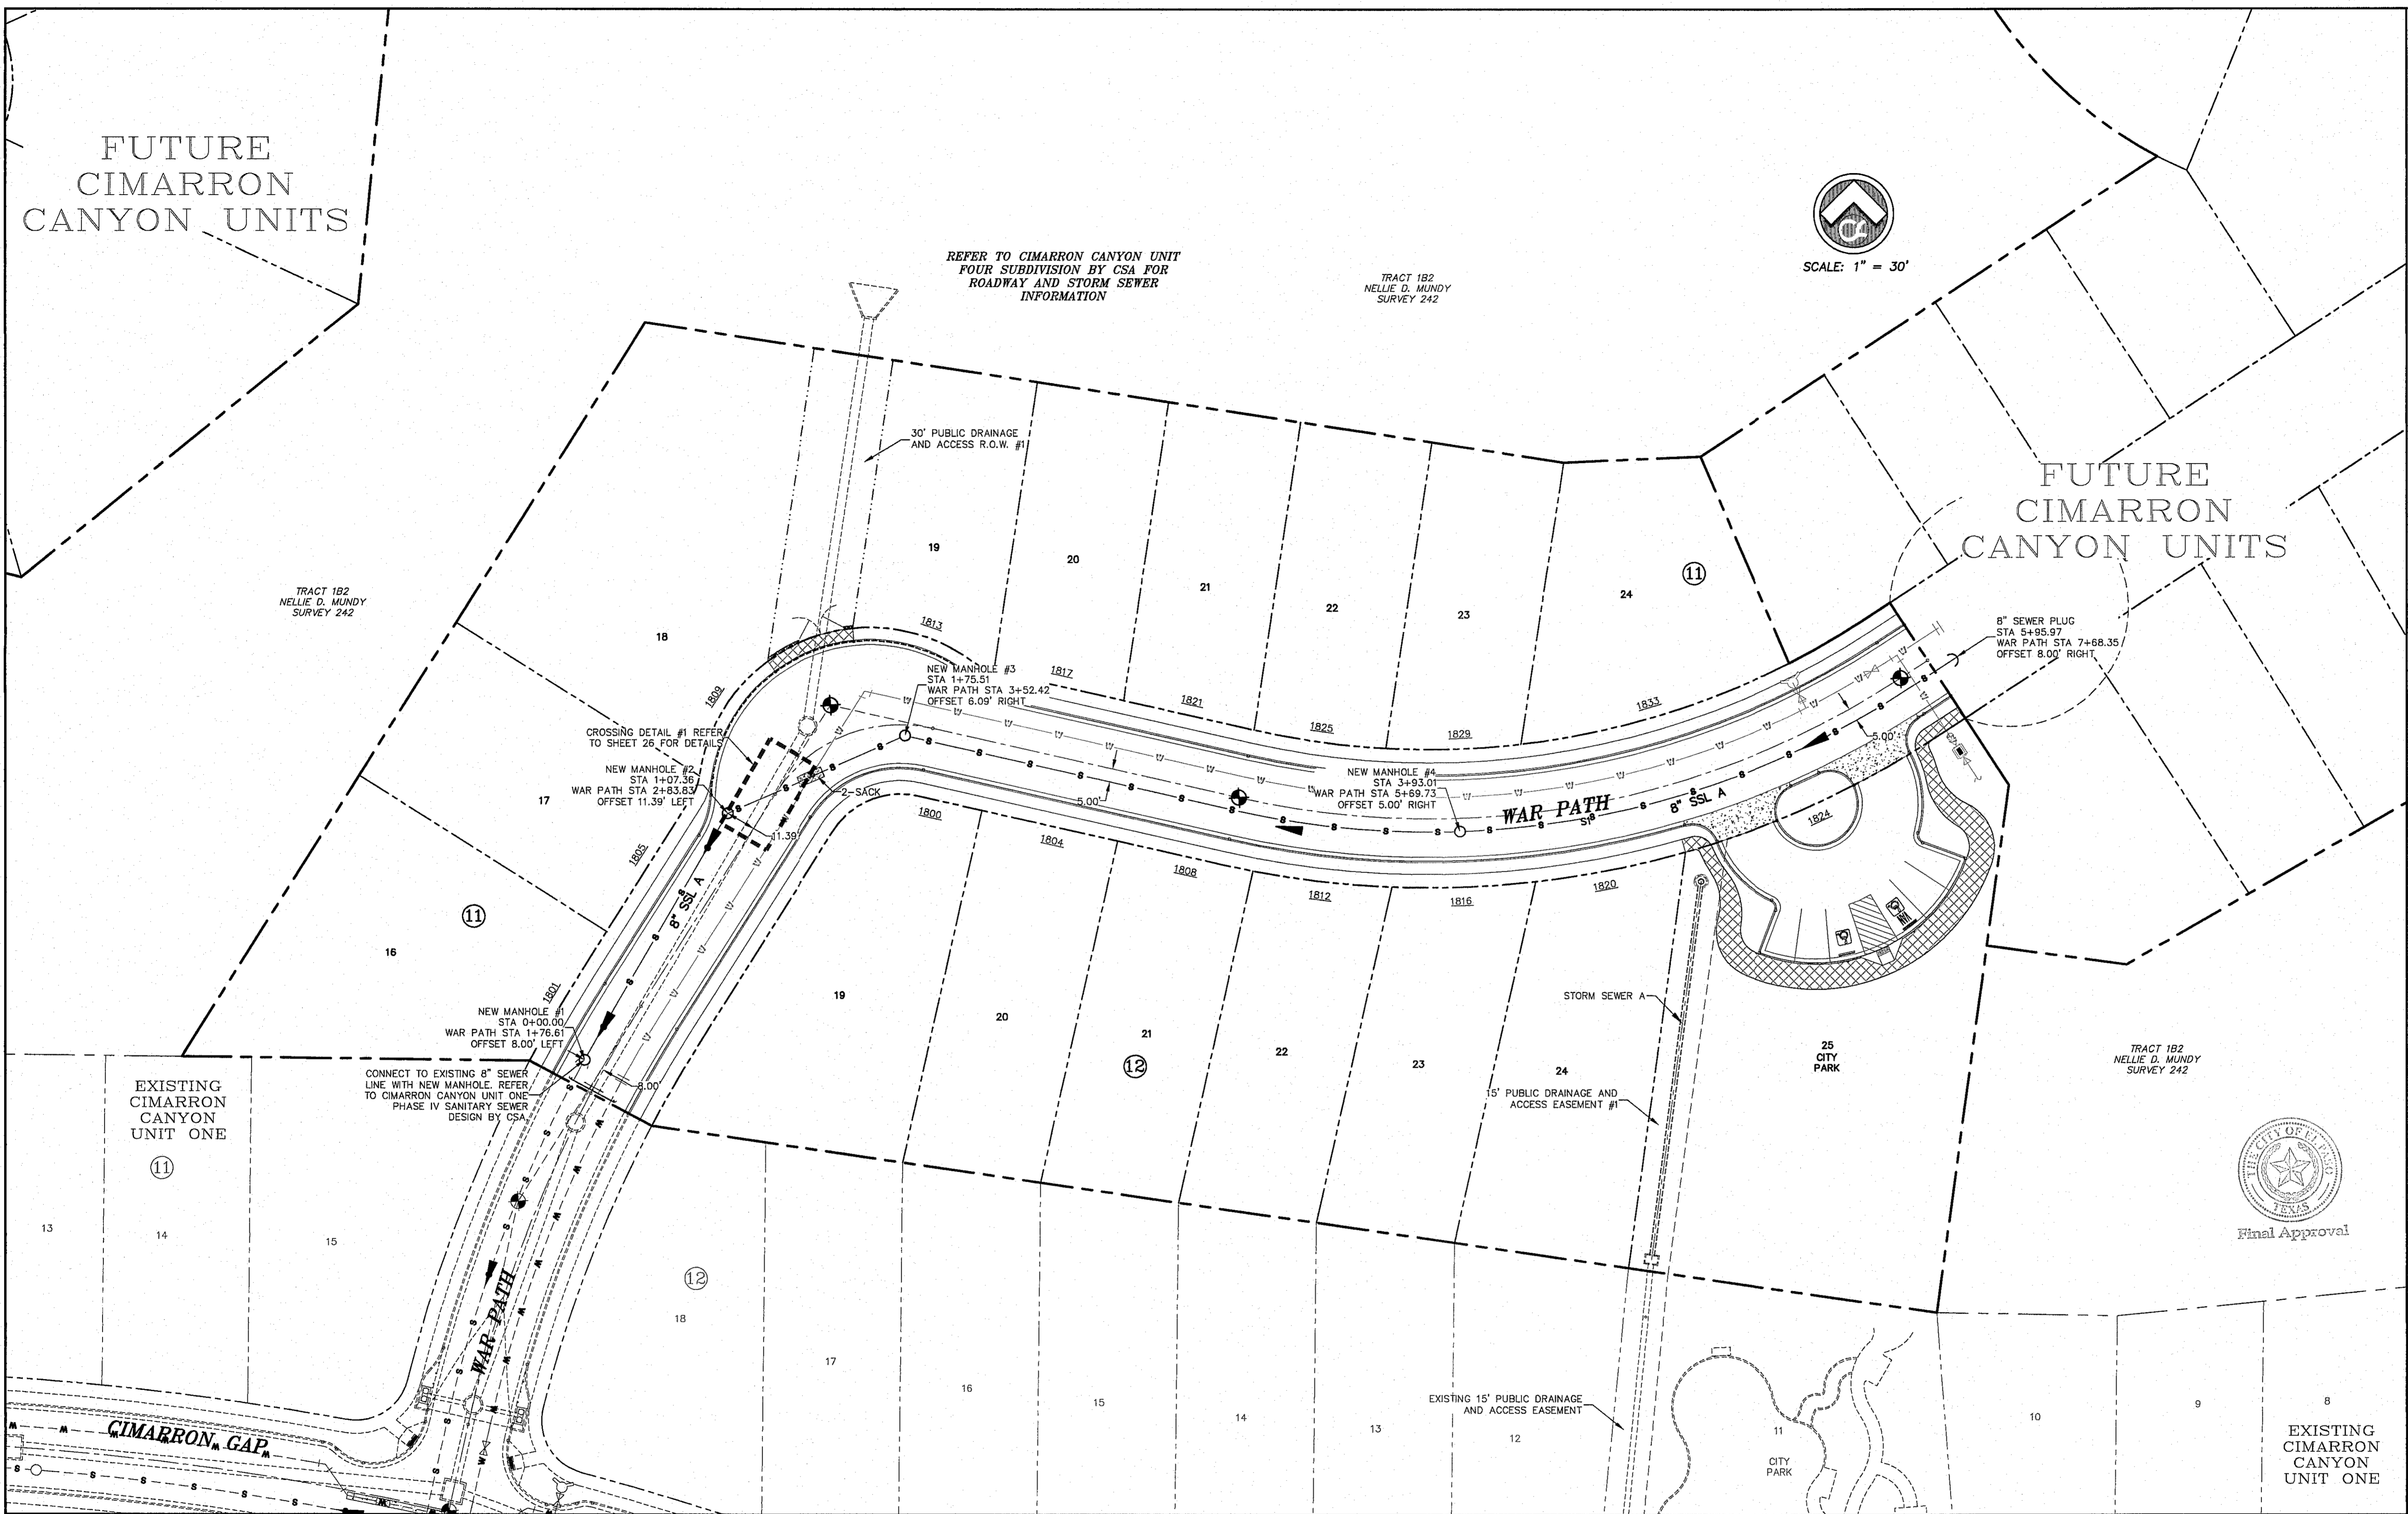 FUTURE
CIMARRON
CANYON UNITS
REFER TO CIMARRON CANYON UNIT
FOUR SUBDIVISION BY CSA FOR
ROADWAY AND STORM SEWER
INFORMATION
TRACT 1B2
NELLIE D. MUNDY
SURVEY 242
SCALE: 1" = 30'
30' PUBLIC DRAINAGE
AND ACCESS R.O.W. #1
FUTURE
CIMARRON
CANYON UNITS
TRACT 1B2
NELLIE D. MUNDY
SURVEY 242
18
19
20
21
22
23
24
11
8" SEWER PLUG
STA 5+95.97
WAR PATH STA 7+68.35
OFFSET 8.00' RIGHT
1809
1813
1817
1821
1825
1829
1833
NEW MANHOLE #3
STA 1+75.51
WAR PATH STA 3+52.42
OFFSET 6.09' RIGHT
CROSSING DETAIL #1 REFER
TO SHEET 26 FOR DETAILS
NEW MANHOLE #2
STA 1+07.36
WAR PATH STA 2+83.83
OFFSET 11.39' LEFT
2-SACK
11.39'
5.00'
5.00'
NEW MANHOLE #4
STA 3+93.01
WAR PATH STA 5+69.73
OFFSET 5.00' RIGHT
WAR PATH
8" SSL A
17
1805
1800
1804
1808
1812
1816
1820
1824
8" SSL A
11
16
1801
NEW MANHOLE #1
STA 0+00.00
WAR PATH STA 1+76.61
OFFSET 8.00' LEFT
CONNECT TO EXISTING 8" SEWER
LINE WITH NEW MANHOLE. REFER
TO CIMARRON CANYON UNIT ONE
PHASE IV SANITARY SEWER
DESIGN BY CSA
8.00'
19
20
21
12
22
23
24
STORM SEWER A
15' PUBLIC DRAINAGE AND
ACCESS EASEMENT #1
25
CITY
PARK
TRACT 1B2
NELLIE D. MUNDY
SURVEY 242
EXISTING
CIMARRON
CANYON
UNIT ONE
11
13
14
15
WAR PATH
12
18
17
16
15
14
13
12
THE CITY OF EL PASO
TEXAS
Final Approval
EXISTING 15' PUBLIC DRAINAGE
AND ACCESS EASEMENT
11
CITY
PARK
10
9
8
EXISTING
CIMARRON
CANYON
UNIT ONE
CIMARRON GAP